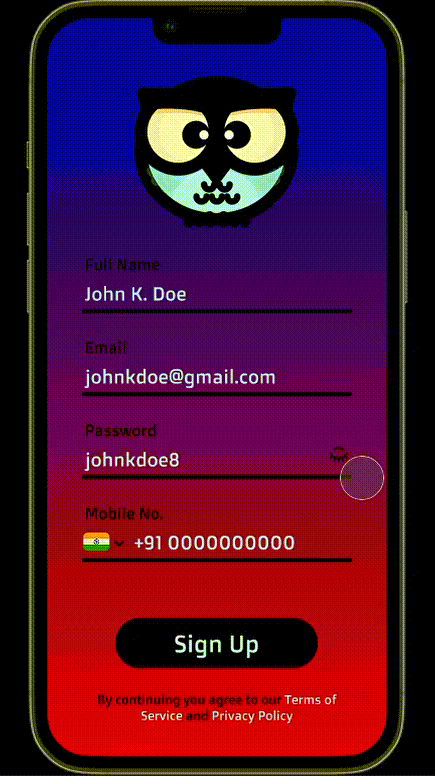 Full Name
John K. Doe
Email
johnkdoe@gmail.com
Password
johnkdoe8
Mobile No.
+91 0000000000
Sign Up
By continuing you agree to our Terms of
Service and Privacy Policy